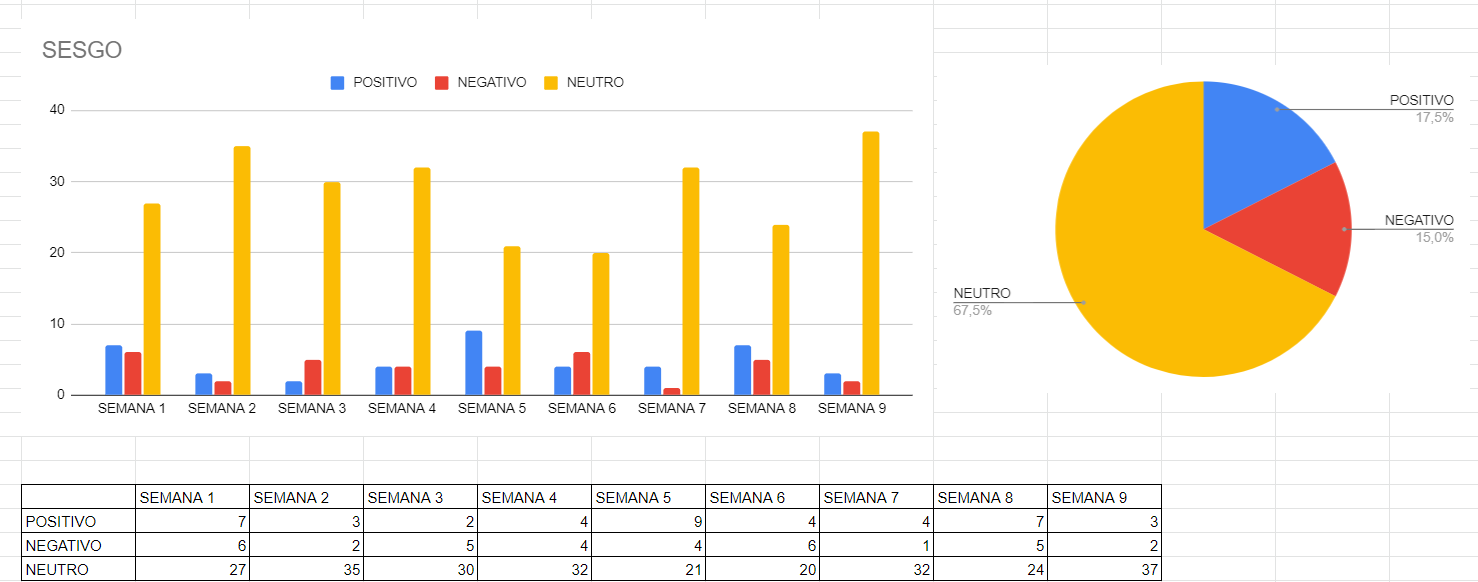 SESGO
POSITIVO NEGATIVO NEUTRO
40
30
20
10
0
SEMANA 1 SEMANA 2 SEMANA 3 SEMANA 4 SEMANA 5 SEMANA 6 SEMANA 7 SEMANA 8 SEMANA 9
POSITIVO
17,5%
NEGATIVO
15,0%
NEUTRO
67,5%
SEMANA 1 SEMANA 2 SEMANA 3 SEMANA 4 SEMANA 5 SEMANA 6 SEMANA 7 SEMANA 8 SEMANA 9
POSITIVO 7 3 2 4 9 4 4 7 3
NEGATIVO 6 2 5 4 4 6 1 5 2
NEUTRO 27 35 30 32 21 20 32 24 37